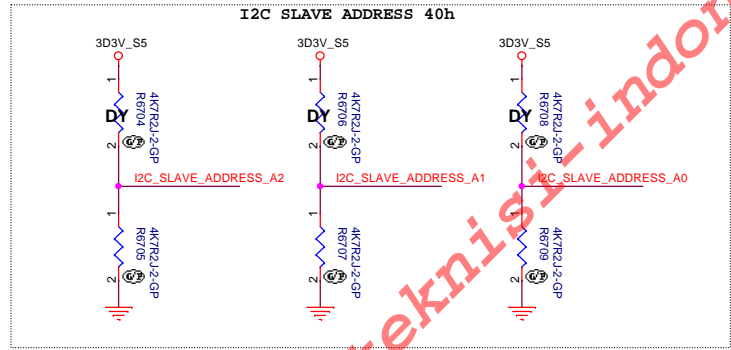 I2C SLAVE ADDRESS 40h
3D3V_S5
3D3V_S5
3D3V_S5
1
1
1
R6704
4K7R2J-2-GP
R6706
4K7R2J-2-GP
R6708
4K7R2J-2-GP
DY
DY
DY
2
2
2
I2C_SLAVE_ADDRESS_A2
I2C_SLAVE_ADDRESS_A1
I2C_SLAVE_ADDRESS_A0
1
1
1
R6705
4K7R2J-2-GP
R6707
4K7R2J-2-GP
R6709
4K7R2J-2-GP
2
2
2
teknisi-indon